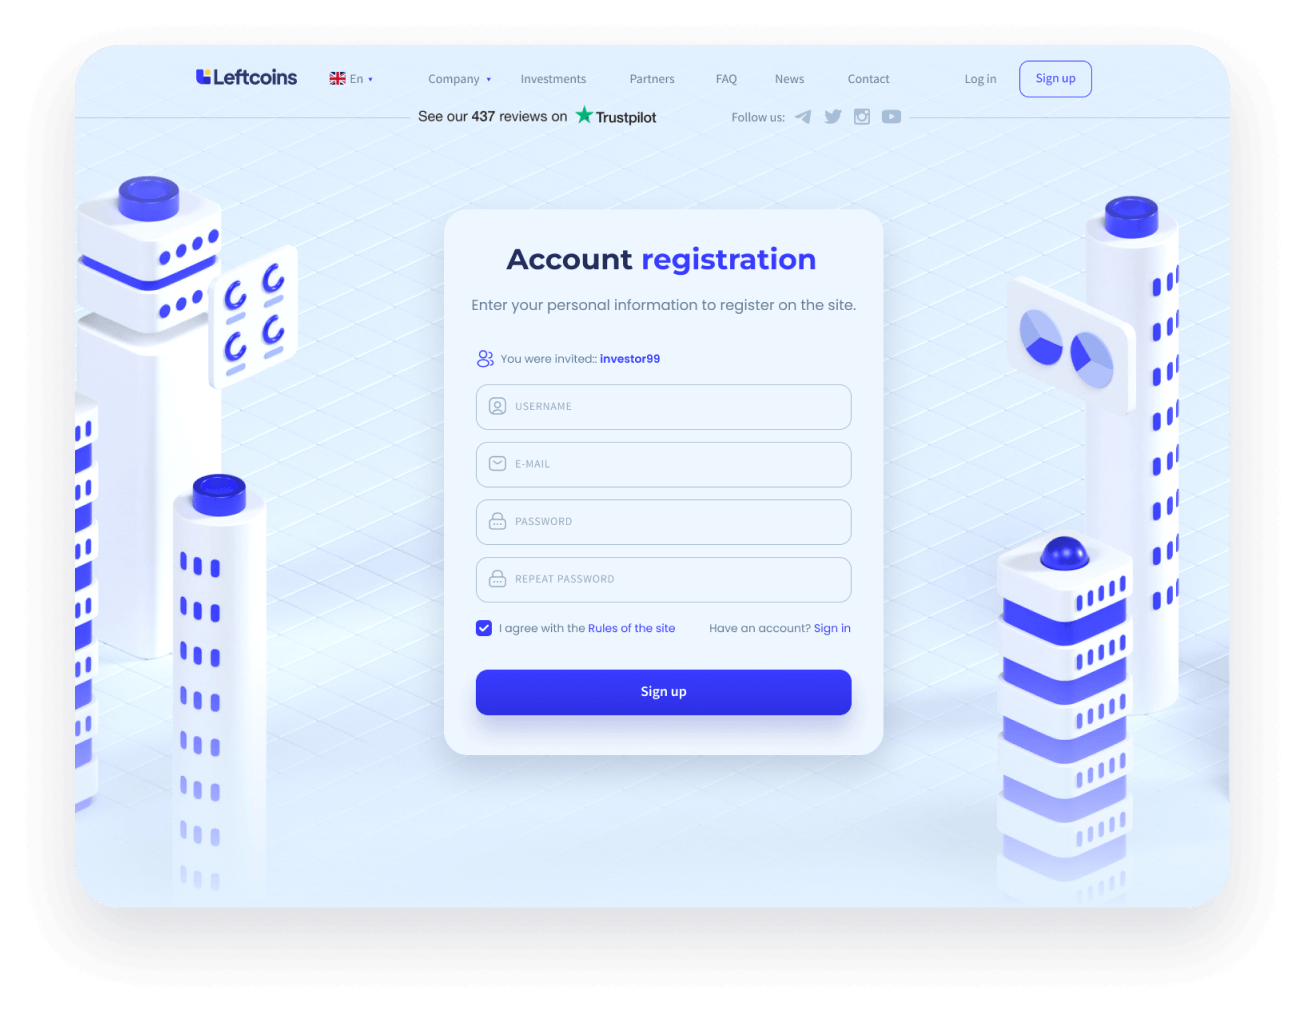 Leftcoins En Company Investments Partners FAQ News Contact Log in Sign up
See our 437 reviews on Trustpilot Follow us:
Account registration
Enter your personal information to register on the site.
You were invited:: investor99
USERNAME
E-MAIL
PASSWORD
REPEAT PASSWORD
I agree with the Rules of the site Have an account? Sign in
Sign up